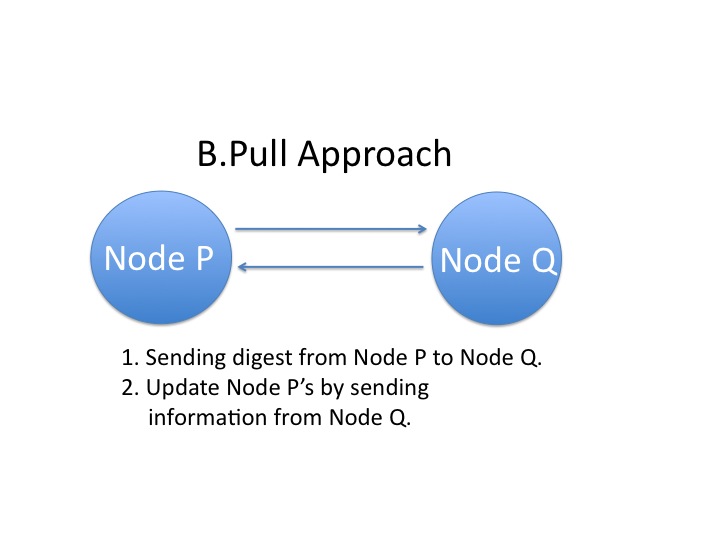 B.Pull Approach
Node P
Node Q
1. Sending digest from Node P to Node Q.
2. Update Node P’s by sending
information from Node Q.